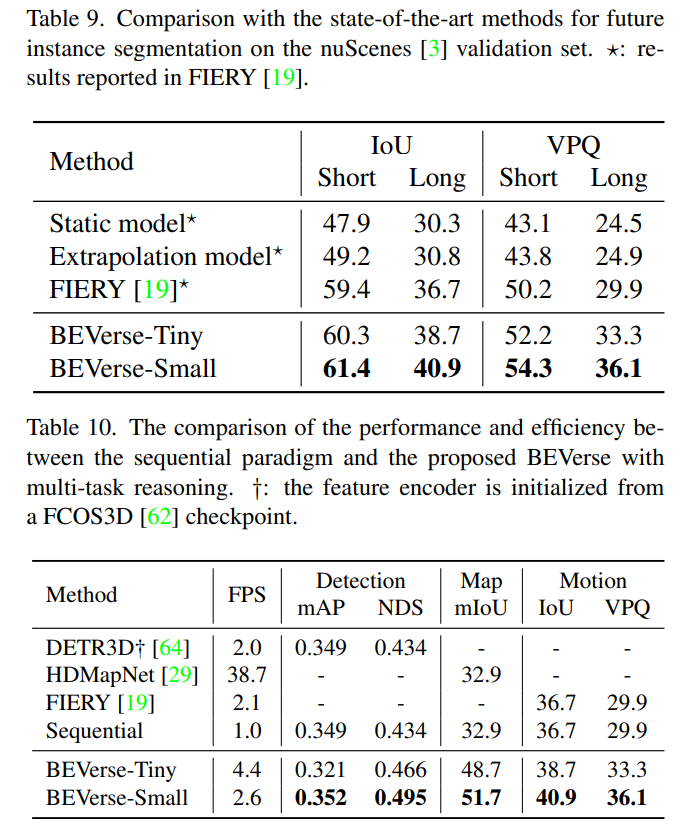 Table 9. Comparison with the state-of-the-art methods for future
instance segmentation on the nuScenes [3] validation set. ⋆: re-
sults reported in FIERY [19].
Method IoU VPQ
Short Long Short Long
Static model⋆ 47.9 30.3 43.1 24.5
Extrapolation model⋆ 49.2 30.8 43.8 24.9
FIERY [19]⋆ 59.4 36.7 50.2 29.9
BEVerse-Tiny 60.3 38.7 52.2 33.3
BEVerse-Small 61.4 40.9 54.3 36.1
Table 10. The comparison of the performance and efficiency be-
tween the sequential paradigm and the proposed BEVerse with
multi-task reasoning. †: the feature encoder is initialized from
a FCOS3D [62] checkpoint.
Method FPS Detection Map Motion
mAP NDS mIoU IoU VPQ
DETR3D† [64] 2.0 0.349 0.434 - - -
HDMapNet [29] 38.7 - - 32.9 - -
FIERY [19] 2.1 - - - 36.7 29.9
Sequential 1.0 0.349 0.434 32.9 36.7 29.9
BEVerse-Tiny 4.4 0.321 0.466 48.7 38.7 33.3
BEVerse-Small 2.6 0.352 0.495 51.7 40.9 36.1